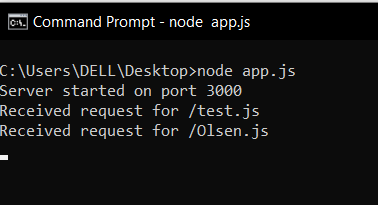 Command Prompt - node  app.js
C:\Users\DELL\Desktop>node app.js
Server started on port 3000
Received request for /test.js
Received request for /Olsen.js